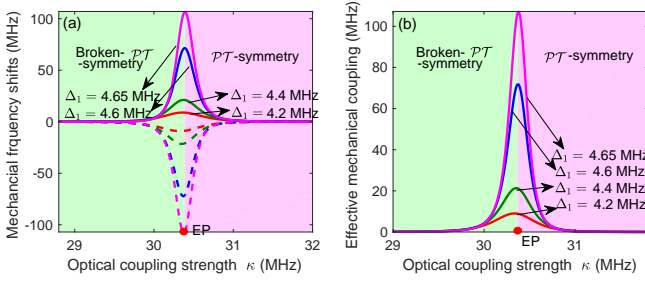 (a)
Broken- PT
-symmetry
PT-symmetry
Δ1 = 4.65 MHz
Δ1 = 4.6 MHz
Δ1 = 4.4 MHz
Δ1 = 4.2 MHz
EP
100
50
0
-50
-100
29
30
31
32
Mechancial frquency shifts (MHz)
Optical coupling strength κ (MHz)
(b)
Broken- PT
-symmetry
PT-symmetry
Δ1 = 4.65 MHz
Δ1 = 4.6 MHz
Δ1 = 4.4 MHz
Δ1 = 4.2 MHz
EP
100
80
60
40
20
0
29
30
31
Effective mechanical coupling (MHz)
Optical coupling strength κ (MHz)